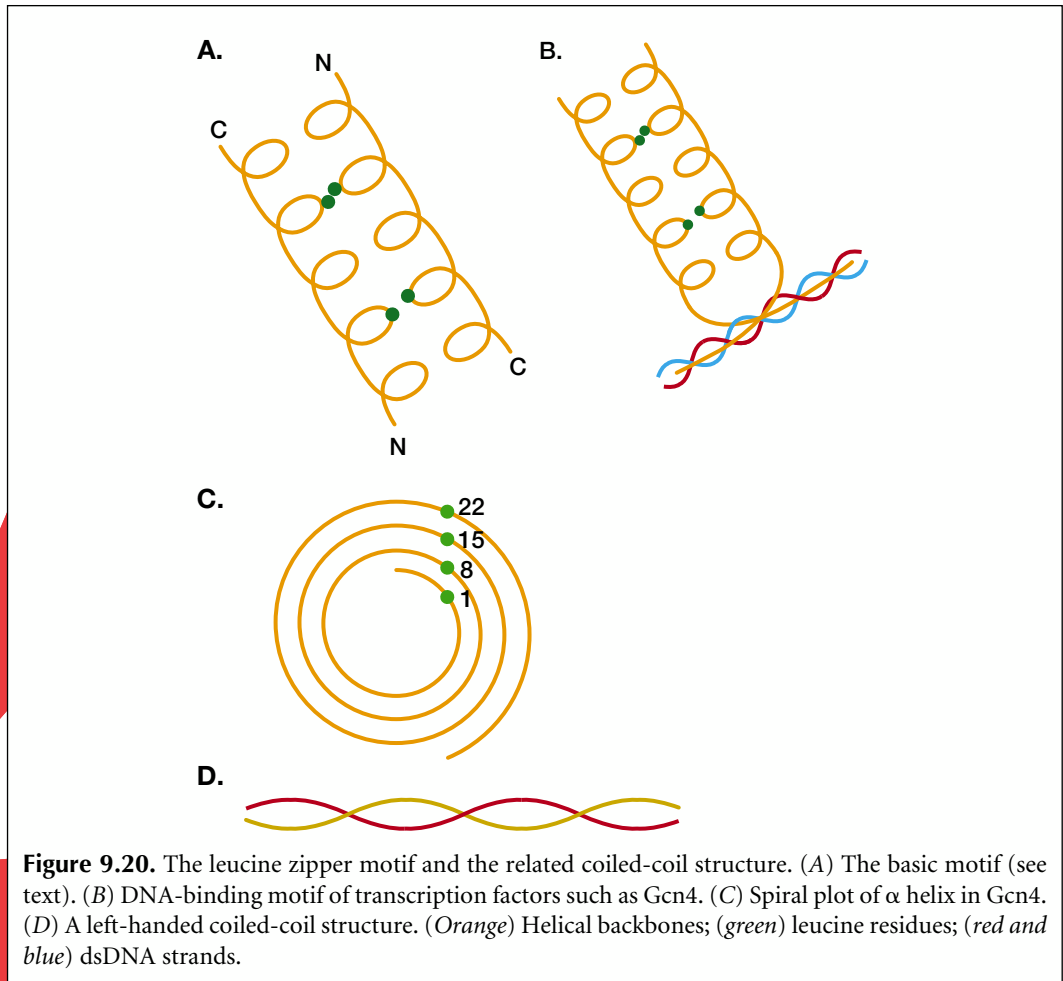 A.
N
C
C
N
B.
C.
22
15
8
1
D.
Figure 9.20. The leucine zipper motif and the related coiled-coil structure. (A) The basic motif (see
text). (B) DNA-binding motif of transcription factors such as Gcn4. (C) Spiral plot of α helix in Gcn4.
(D) A left-handed coiled-coil structure. (Orange) Helical backbones; (green) leucine residues; (red and
blue) dsDNA strands.